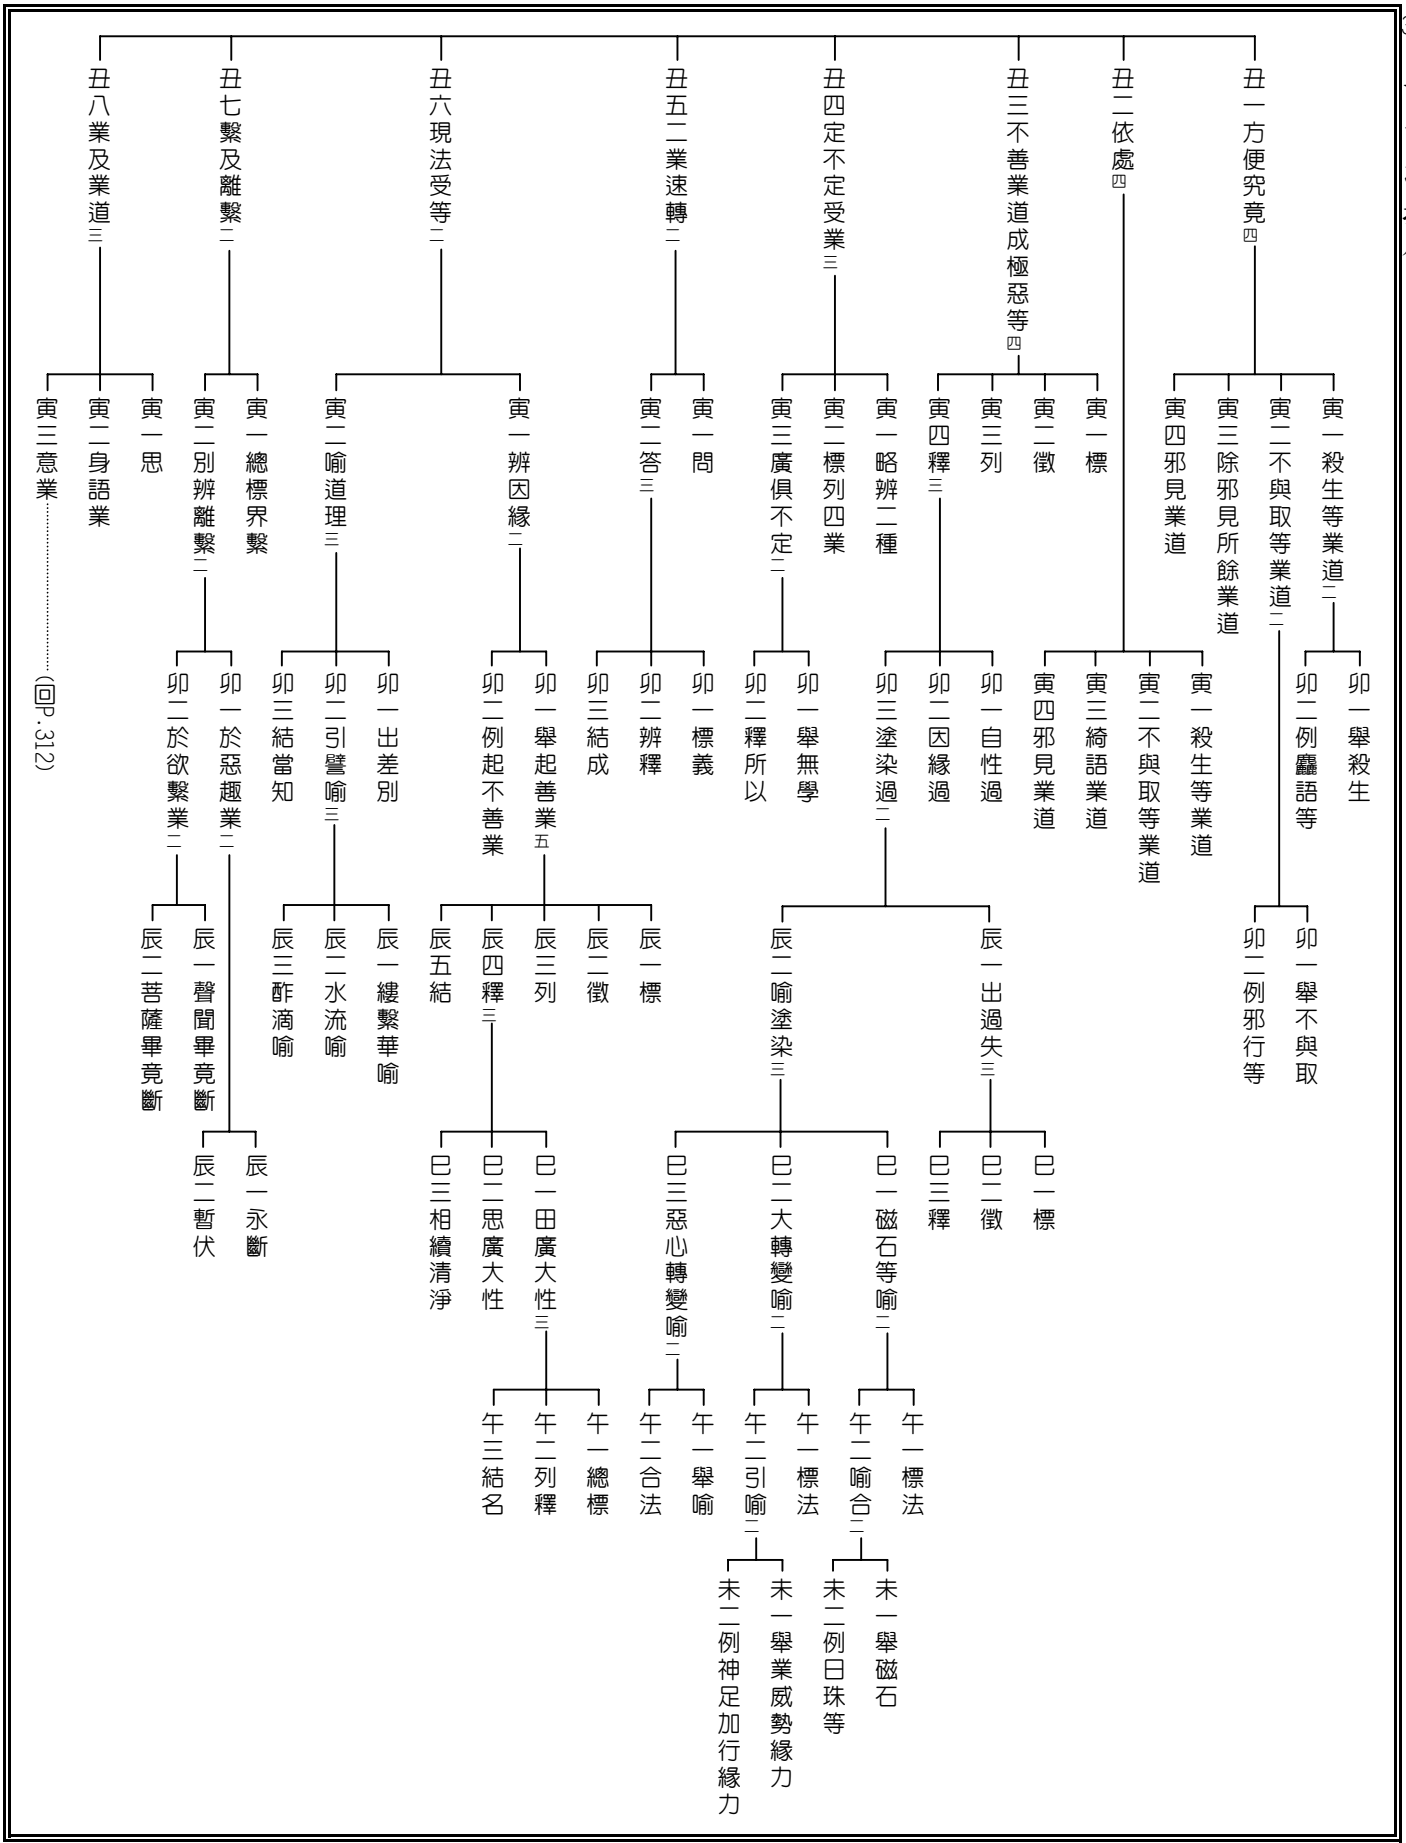 丑一方便究竟四
寅一殺生等業道二
卯一舉殺生
卯二例麤語等
寅二不與取等業道二
卯一舉不與取
卯二例邪行等
寅三除邪見所餘業道
寅四邪見業道
丑二依處四
寅一殺生等業道
寅二不與取等業道
寅三綺語業道
寅四邪見業道
丑三不善業道成極惡等四
寅一標
寅二徵
寅三列
寅四釋三
卯一自性過
卯二因緣過
卯三塗染過二
辰一出過失三
巳一標
巳二徵
巳三釋
辰二喻塗染三
巳一磁石等喻二
午一標法
午二喻合二
未一舉磁石
未二例日珠等
巳二大轉變喻二
午一標法
午二引喻二
未一舉業威勢緣力
未二例神足加行緣力
巳三惡心轉變喻二
午一舉喻
午二合法
丑四定不定受業三
寅一略辨二種
寅二標列四業
寅三廣俱不定二
卯一舉無學
卯二釋所以
丑五二業速轉二
寅一問
寅二答三
卯一標義
卯二辨釋
卯三結成
丑六現法受等二
寅一辨因緣二
卯一舉起善業五
辰一標
辰二徵
辰三列
辰四釋三
巳一田廣大性三
午一總標
午二列釋
午三結名
巳二思廣大性
巳三相續清淨
辰五結
卯二例起不善業
寅二喻道理三
卯一出差別
卯二引譬喻三
辰一縷繫華喻
辰二水流喻
辰三酢滴喻
卯三結當知
丑七繫及離繫二
寅一總標界繫
寅二別辨離繫二
卯一於惡趣業二
辰一永斷
辰二暫伏
卯二於欲繫業二
辰一聲聞畢竟斷
辰二菩薩畢竟斷
丑八業及業道三
寅一思
寅二身語業
寅三意業…………………(回P.312)